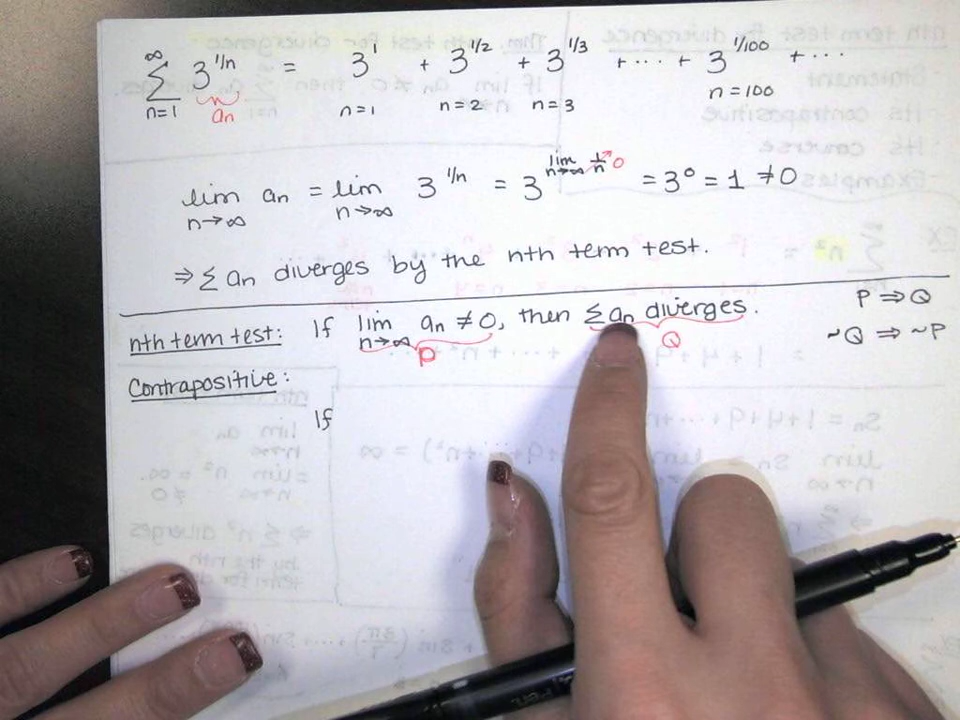 ∞
∑ 3^{1/n} = 3^1 + 3^{1/2} + 3^{1/3} + ⋯ + 3^{1/100} + ⋯
n=1 aₙ n=1 n=2 n=3 n=100
lim aₙ = lim 3^{1/n} = 3^{lim n→∞ 1/n → 0} = 3⁰ = 1 ≠ 0
n→∞ n→∞
⇒ ∑ aₙ diverges by the nth term test.
nth term test: If lim aₙ ≠ 0, then ∑ aₙ diverges. P ⇒ Q
n→∞ P Q ~Q ⇒ ~P
Contrapositive:
If